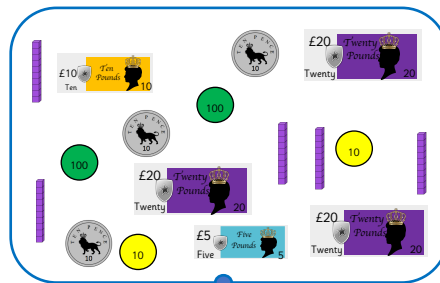 TEN PENCE
10
£20
Twenty
Pounds
Twenty
20
£10
Ten
Pounds
Ten
10
100
TEN PENCE
10
10
100
£20
Twenty
Pounds
Twenty
20
£20
Twenty
Pounds
Twenty
20
TEN PENCE
10
10
£5
Five
Pounds
Five
5